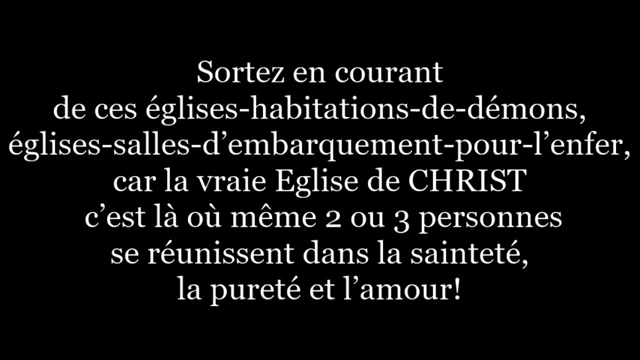 Sortez en courant
de ces églises-habitations-de-démons,
églises-salles-d’embarquement-pour-l’enfer,
car la vraie Eglise de CHRIST
c’est là où même 2 ou 3 personnes
se réunissent dans la sainteté,
la pureté et l’amour!